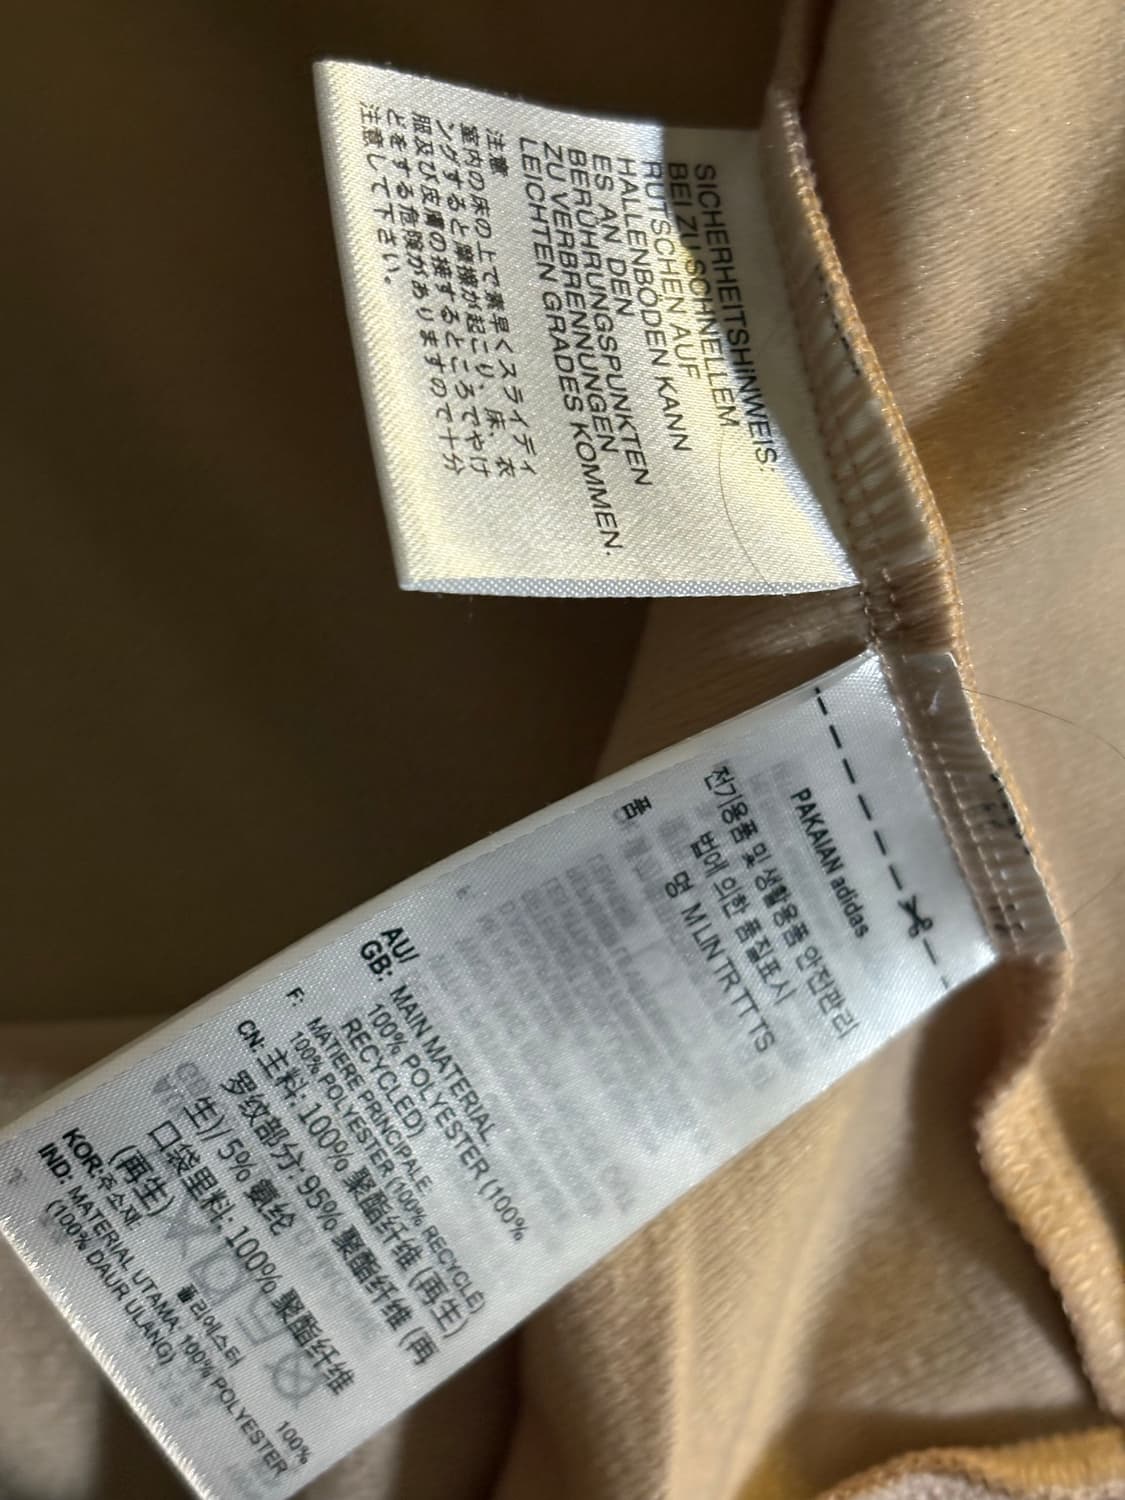 SICHERHEITSHINWEIS:
BEI ZU SCHNELLEM
RUTSCHEN AUF
HALLENBÖDEN KANN
ES AN DEN
BERÜHRUNGSPUNKTEN
ZU VERBRENNUNGEN
LEICHTEN GRADES KOMMEN.
注意
室内の床の上で素早くスライディ
ングすると摩擦が起こり、床、衣
服及び皮膚の接するところでやけ
どをする危険がありますので十分
注意して下さい。
PAKAIAN adidas
전기용품 및 생활용품 안전관리
법에 의한 품질표시
품 명 M LIN TR TT TS
AU/
GB: MAIN MATERIAL
100% POLYESTER (100%
RECYCLED)
F: MATIERE PRINCIPALE
100% POLYESTER (100% RECYCLÉ)
CN: 主料: 100% 聚酯纤维 (再生)
罗纹部分: 95% 聚酯纤维 (再
生)/ 5% 氨纶
口袋里料: 100% 聚酯纤维
(再生)
KOR: 주소재 폴리에스터 100%
IND: MATERIAL UTAMA: 100% POLYESTER
(100% DAUR ULANG)